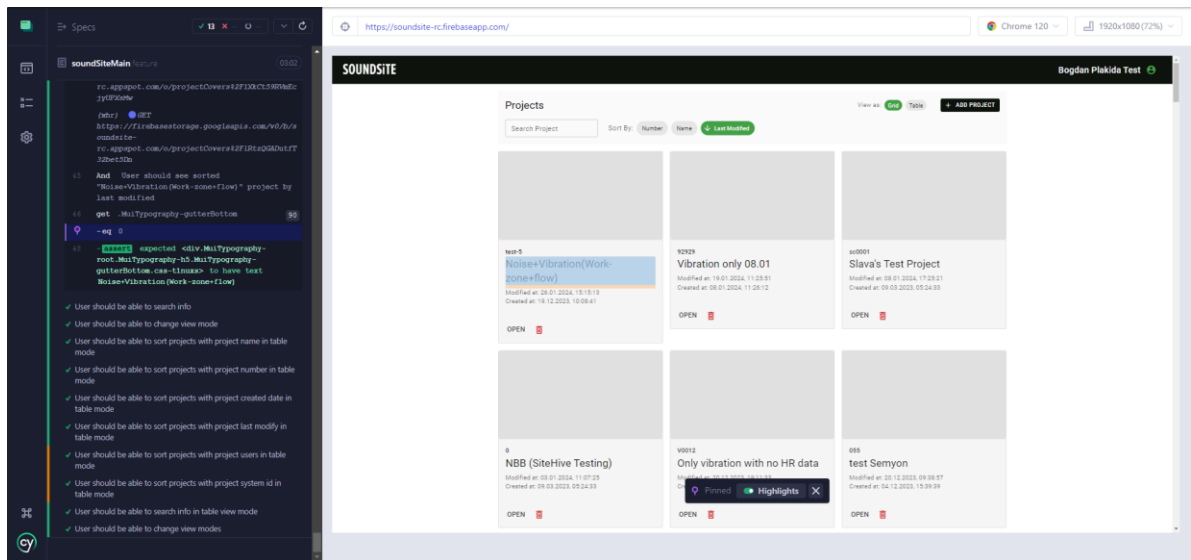 Specs
13
https://soundsite-rc.firebaseapp.com/
Chrome 120
1920x1080 (72%)
soundSiteMain feature
03:02
rc.appspot.com/o/projectCovers%2F
(xhr) GET
https://firebasestorage.googleapis.com/v0/b/s
oundsite-
rc.appspot.com/o/projectCovers%2F
And User should see sorted
"Noise+Vibration(Work-zone+flow)" project by
last modified
get .MuiTypography-gutterBottom
90
-eq 0
-assert expected <div.MuiTypography-
root.MuiTypography-h5.MuiTypography-
to have text
Noise+Vibration(Work-zone+flow)
User should be able to search info
User should be able to change view mode
User should be able to sort projects with project name in table
mode
User should be able to sort projects with project number in table
mode
User should be able to sort projects with project created date in
table mode
User should be able to sort projects with project last modify in
table mode
User should be able to sort projects with project users in table
mode
User should be able to sort projects with project system id in
table mode
User should be able to search info in table view mode
User should be able to change view modes
cy
SOUNDSiTE
Bogdan Plakida Test
Projects
View as: Grid Table
+ ADD PROJECT
Search Project
Sort By: Number Name Last Modified
test-5
Noise+Vibration(Work-
zone+flow)
Modified at: 26.01.2024, 15:15:13
Created at: 19.12.2023, 10:08:41
OPEN
92929
Vibration only 08.01
Modified at: 19.01.2024, 11:25:51
Created at: 08.01.2024, 11:26:12
OPEN
sc0001
Slava's Test Project
Modified at: 08.01.2024, 17:23:21
Created at: 09.03.2023, 05:24:33
OPEN
0
NBB (SiteHive Testing)
Modified at: 03.01.2024, 11:07:25
Created at: 09.03.2023, 05:24:33
OPEN
V0012
Only vibration with no HR data
OPEN
055
test Semyon
Modified at: 20.12.2023, 09:38:57
Created at: 04.12.2023, 15:39:39
OPEN
Pinned Highlights